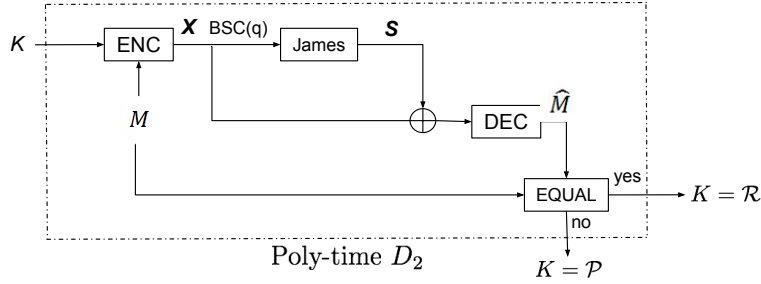 X BSC(q) S
K ENC James
M
M̂
DEC
EQUAL yes K = ℛ
no
Poly-time D₂
K = 𝒫